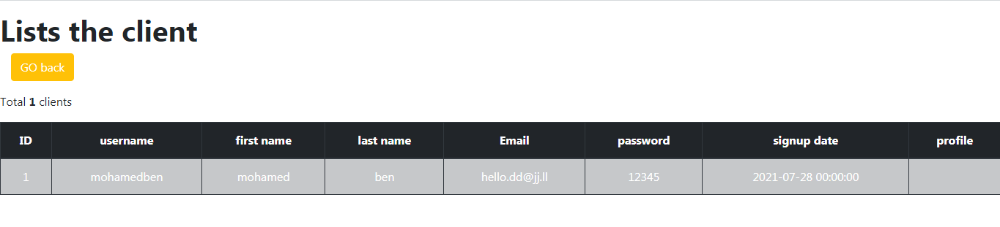 Lists the client
GO back
Total 1 clients
ID username first name last name Email password signup date profile
1 mohamedben mohamed ben hello.dd@jj.ll 12345 2021-07-28 00:00:00